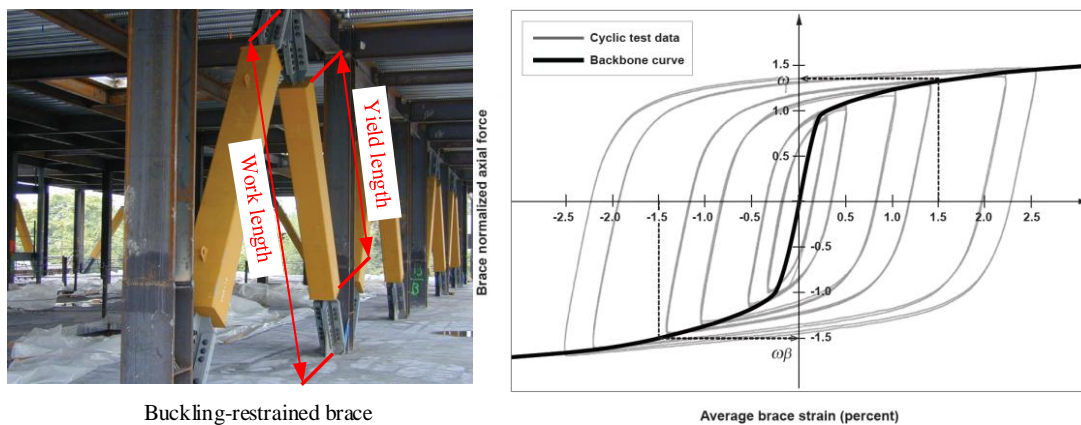 Work length
Yield length
Buckling-restrained brace
Cyclic test data
Backbone curve
Brace normalized axial force
1.5
ω
1.0
0.5
-2.5 -2.0 -1.5 -1.0 -0.5 0.5 1.0 1.5 2.0 2.5
-0.5
-1.0
-1.5
ωβ
Average brace strain (percent)